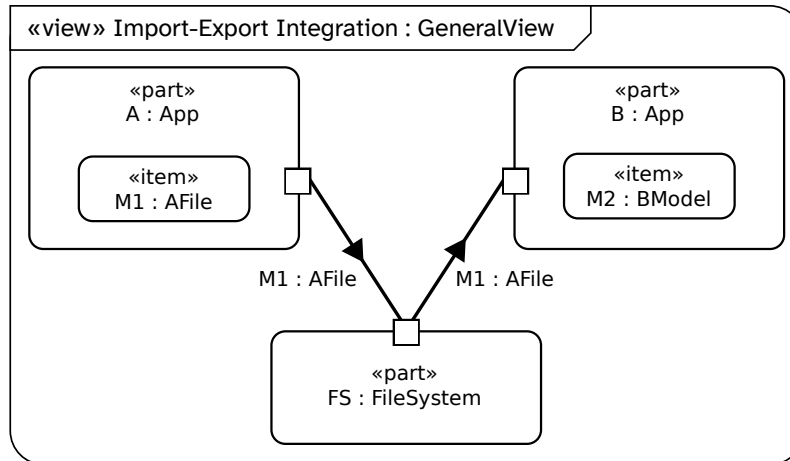 «view» Import-Export Integration : GeneralView
«part»
A : App
«item»
M1 : AFile
«part»
B : App
«item»
M2 : BModel
M1 : AFile
M1 : AFile
«part»
FS : FileSystem